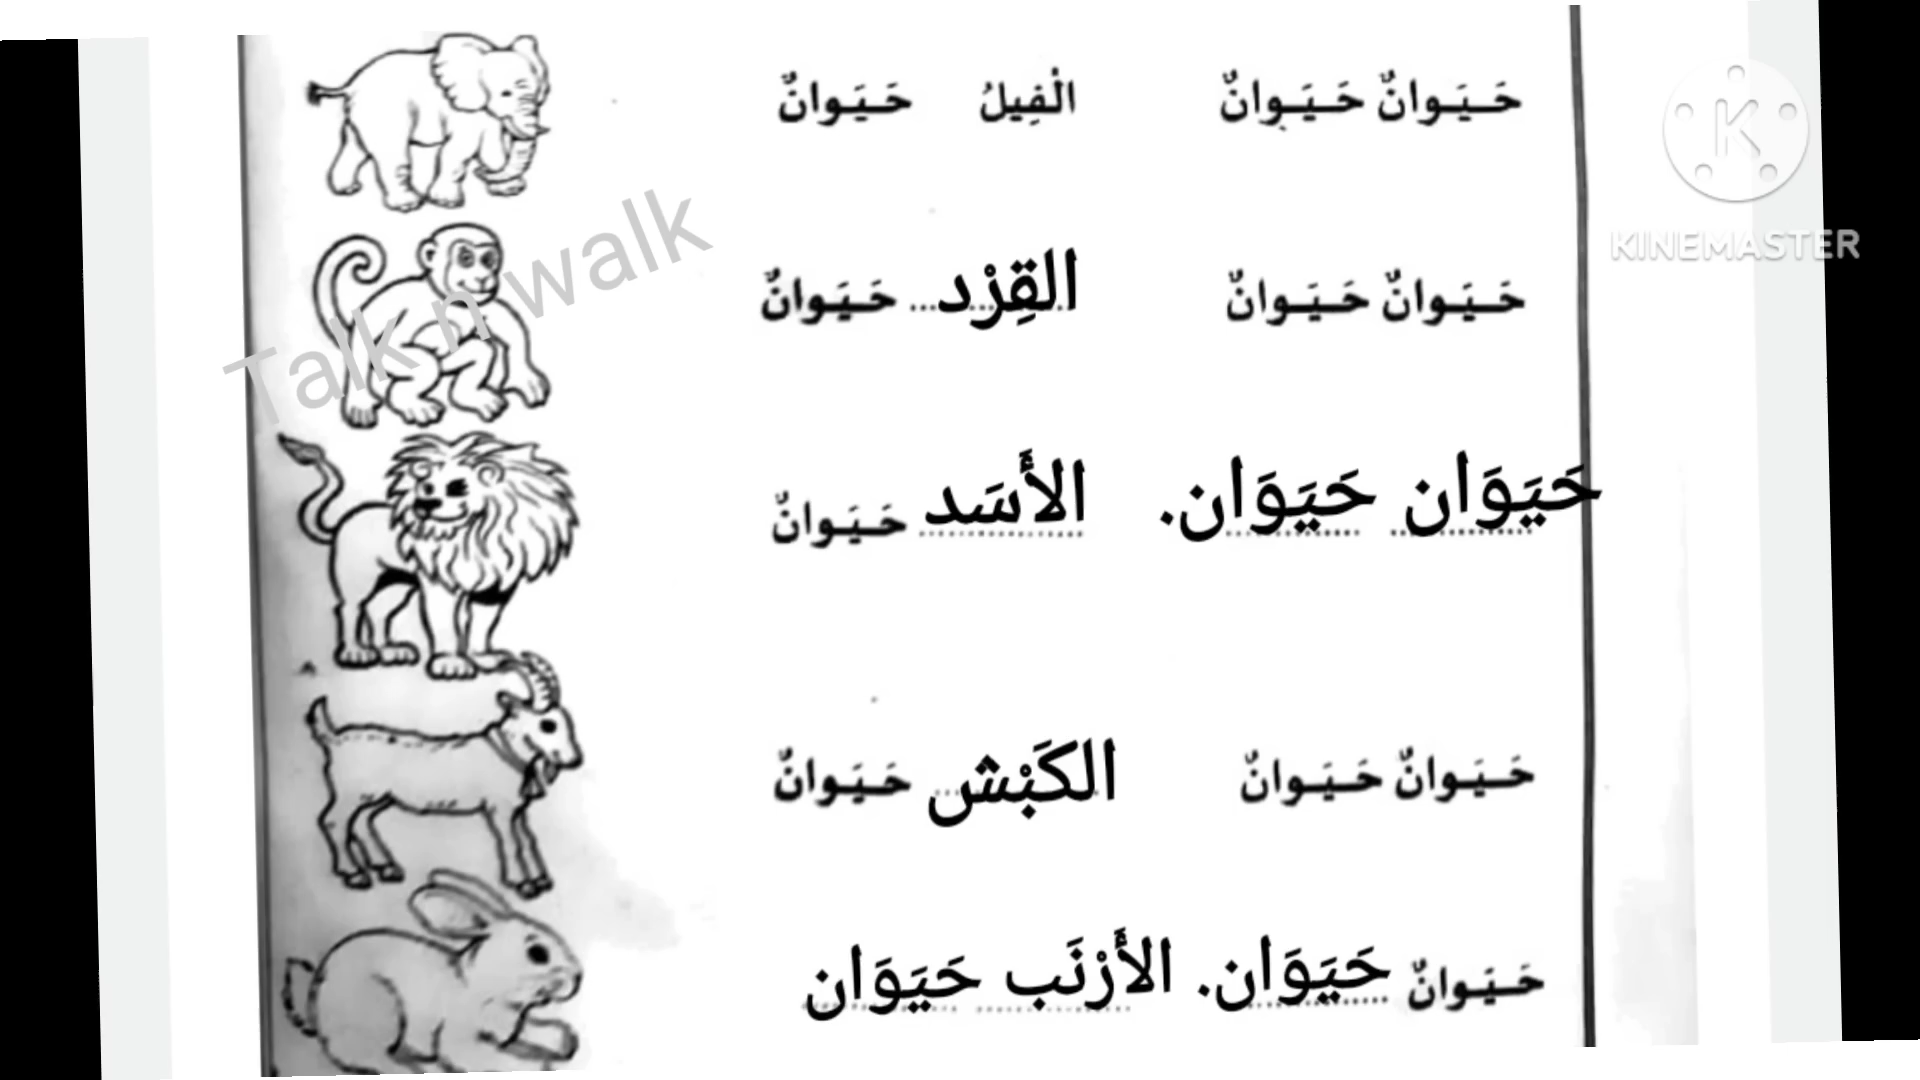 حَـيَـوانٌ حَـيَـوانٌ الْفِيلُ حَـيَـوانٌ
حَـيَـوانٌ حَـيَـوانٌ القِرْد حَـيَـوانٌ
حَيَوَان حَيَوَان. الأَسَد حَـيَـوانٌ
حَـيَـوانٌ حَـيَـوانٌ الكَبْش حَـيَـوانٌ
حَـيَـوانٌ حَيَوَان. الأَرْنَب حَيَوَان
Talk n walk
KINEMASTER